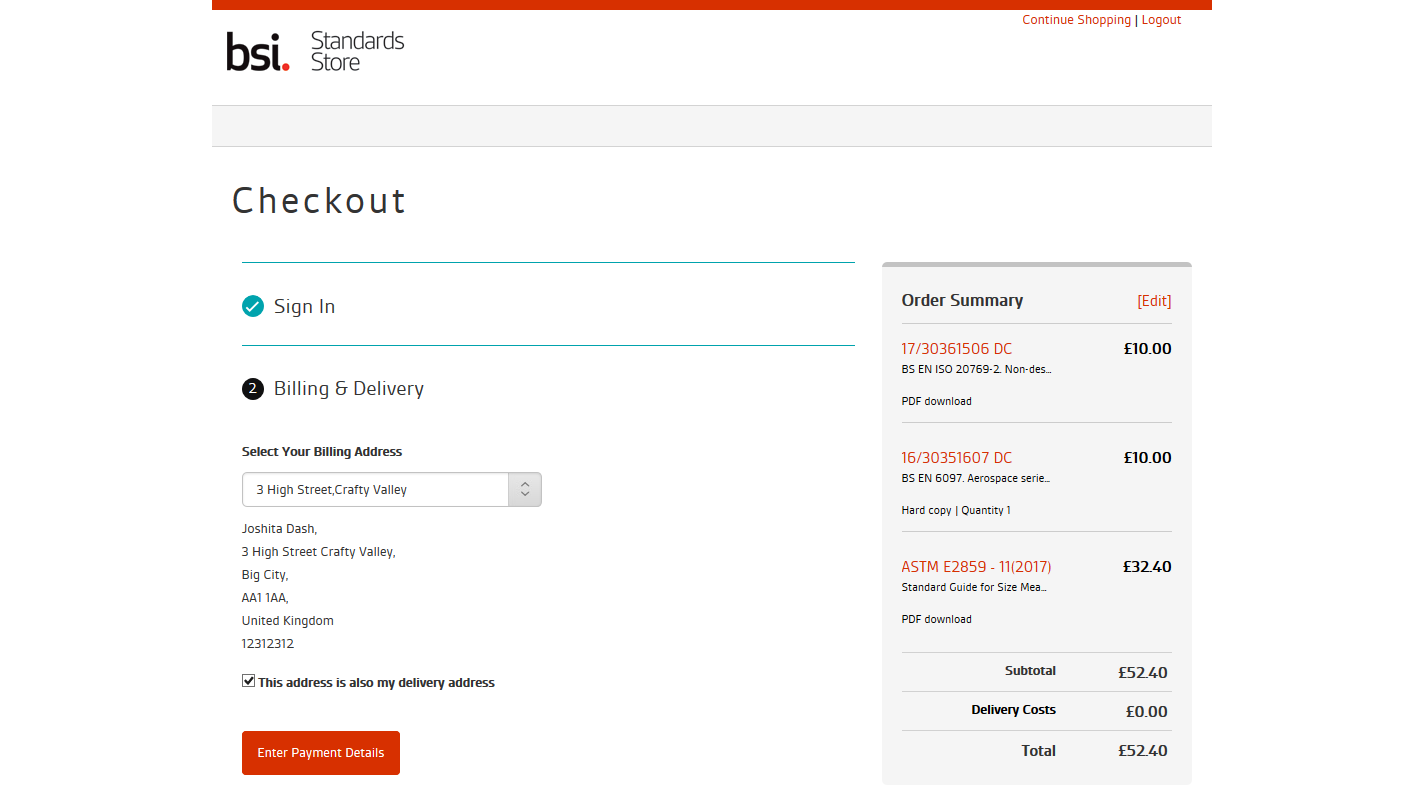 Continue Shopping | Logout
bsi. Standards
Store
Checkout
Sign In
2 Billing & Delivery
Select Your Billing Address
3 High Street,Crafty Valley
Joshita Dash,
3 High Street Crafty Valley,
Big City,
AA1 1AA,
United Kingdom
12312312
This address is also my delivery address
Enter Payment Details
Order Summary [Edit]
17/30361506 DC £10.00
BS EN ISO 20769-2. Non-des...
PDF download
16/30351607 DC £10.00
BS EN 6097. Aerospace serie...
Hard copy | Quantity 1
ASTM E2859 - 11(2017) £32.40
Standard Guide for Size Mea...
PDF download
Subtotal £52.40
Delivery Costs £0.00
Total £52.40